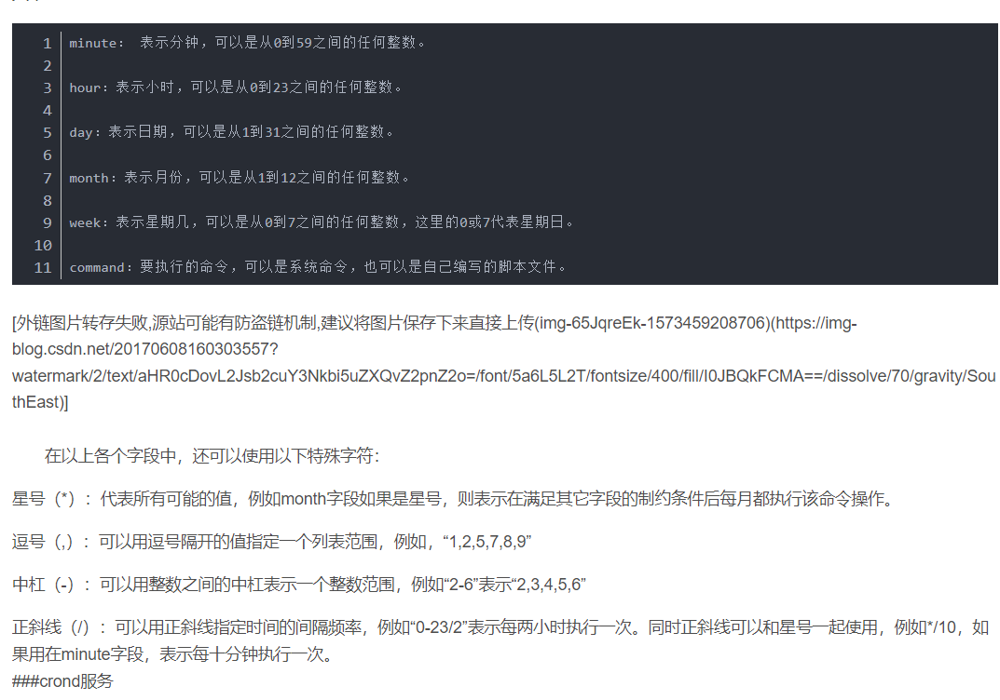 1 minute： 表示分钟，可以是从0到59之间的任何整数。
2
3 hour：表示小时，可以是从0到23之间的任何整数。
4
5 day：表示日期，可以是从1到31之间的任何整数。
6
7 month：表示月份，可以是从1到12之间的任何整数。
8
9 week：表示星期几，可以是从0到7之间的任何整数，这里的0或7代表星期日。
10
11 command：要执行的命令，可以是系统命令，也可以是自己编写的脚本文件。
[外链图片转存失败,源站可能有防盗链机制,建议将图片保存下来直接上传(img-65JqreEk-1573459208706)(https://img-
blog.csdn.net/20170608160303557?
watermark/2/text/aHR0cDovL2Jsb2cuY3Nkbi5uZXQvZ2pnZ2o=/font/5a6L5L2T/fontsize/400/fill/I0JBQkFCMA==/dissolve/70/gravity/Sou
thEast)]
在以上各个字段中，还可以使用以下特殊字符：
星号（*）：代表所有可能的值，例如month字段如果是星号，则表示在满足其它字段的制约条件后每月都执行该命令操作。
逗号（,）：可以用逗号隔开的值指定一个列表范围，例如，“1,2,5,7,8,9”
中杠（-）：可以用整数之间的中杠表示一个整数范围，例如“2-6”表示“2,3,4,5,6”
正斜线（/）：可以用正斜线指定时间的间隔频率，例如“0-23/2”表示每两小时执行一次。同时正斜线可以和星号一起使用，例如*/10，如
果用在minute字段，表示每十分钟执行一次。
###crond服务